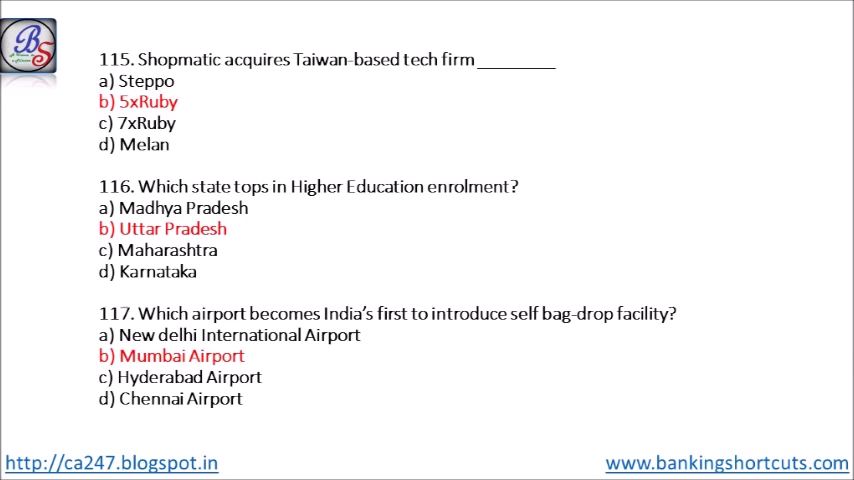 BS
115. Shopmatic acquires Taiwan-based tech firm _________
a) Steppo
b) 5xRuby
c) 7xRuby
d) Melan
116. Which state tops in Higher Education enrolment?
a) Madhya Pradesh
b) Uttar Pradesh
c) Maharashtra
d) Karnataka
117. Which airport becomes India’s first to introduce self bag-drop facility?
a) New delhi International Airport
b) Mumbai Airport
c) Hyderabad Airport
d) Chennai Airport
http://ca247.blogspot.in
www.bankingshortcuts.com